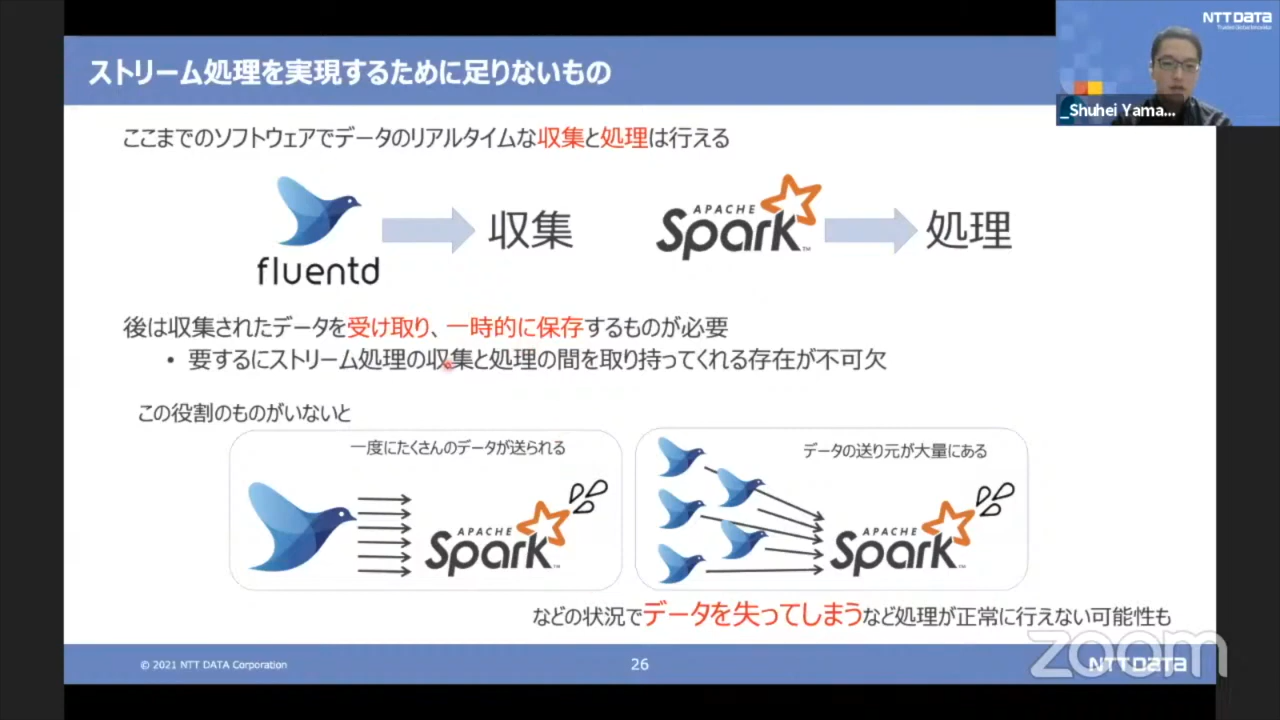 ストリーム処理を実現するために足りないもの
NTT DATA
_Shuhei Yama...
ここまでのソフトウェアでデータのリアルタイムな収集と処理は行える
fluentd
収集
APACHE
Spark™
処理
後は収集されたデータを受け取り、一時的に保存するものが必要
• 要するにストリーム処理の収集と処理の間を取り持ってくれる存在が不可欠
この役割のものがいないと
一度にたくさんのデータが送られる
APACHE
Spark™
データの送り元が大量にある
APACHE
Spark™
などの状況でデータを失ってしまうなど処理が正常に行えない可能性も
© 2021 NTT DATA Corporation
26
NTT DATA
zoom